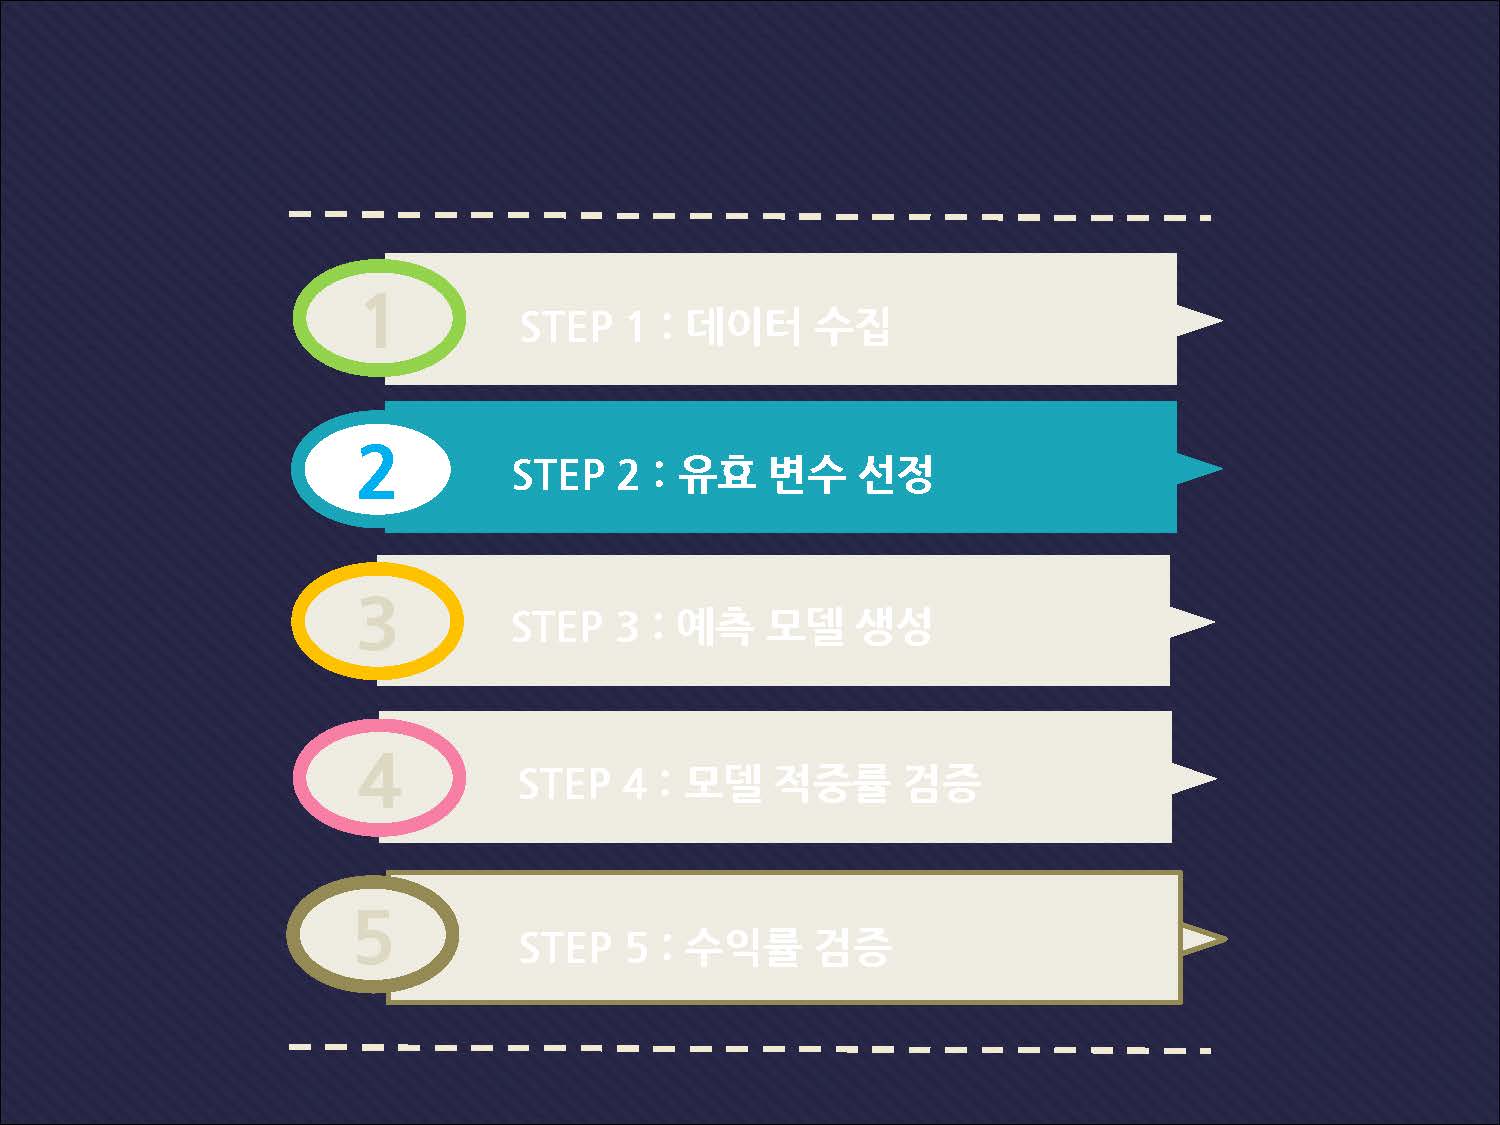 1
STEP 1 : 데이터 수집
2
STEP 2 : 유효 변수 선정
3
STEP 3 : 예측 모델 생성
4
STEP 4 : 모델 적중률 검증
5
STEP 5 : 수익률 검증